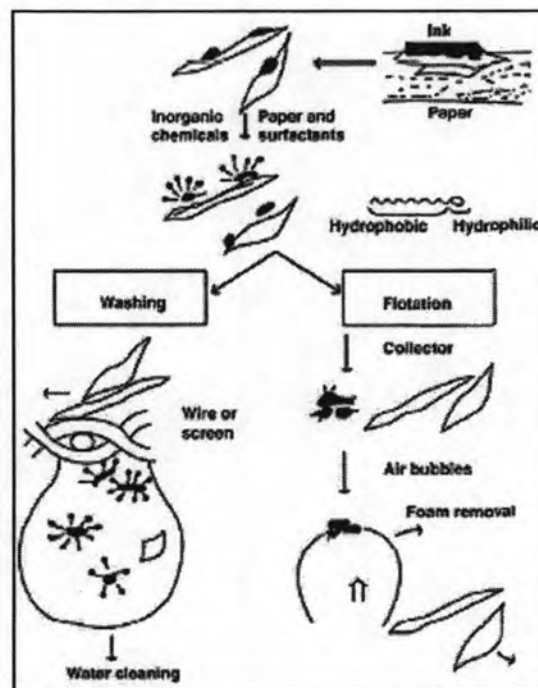 Ink
Paper
Inorganic
chemicals
Paper and
surfactants
Hydrophobic
Hydrophilic
Washing
Flotation
Collector
Wire or
screen
Air bubbles
Foam removal
Water cleaning